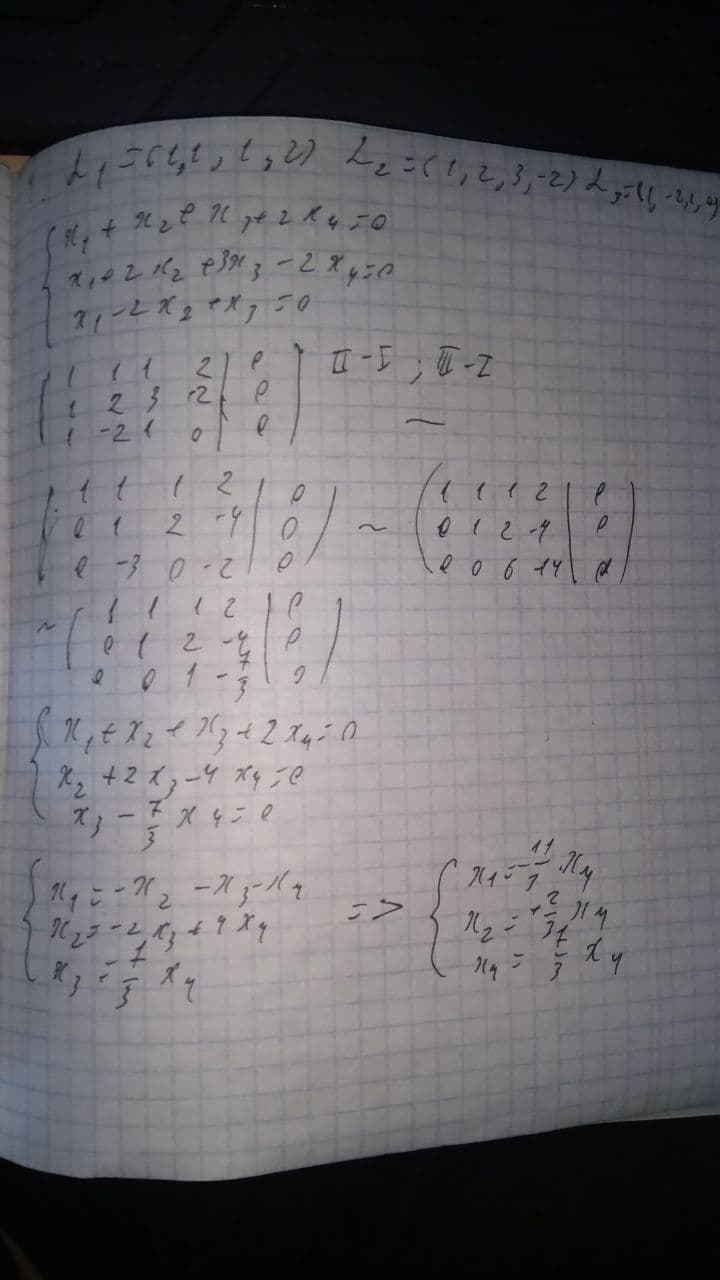 L₁ = (1, 1, 1, 2) L₂ = (1, 2, 3, -2) L₃ = (1, -2, 1, 0)
x₁ + x₂ + x₃ + 2x₄ = 0
x₁ + 2x₂ + 3x₃ - 2x₄ = 0
x₁ - 2x₂ + x₃ = 0
( 1 1 1 2 | 0 ) II - I ; III - I
( 1 2 3 -2 | 0 )
( 1 -2 1 0 | 0 ) ~
( 1 1 1 2 | 0 ) ~ ( 1 1 1 2 | 0 )
( 0 1 2 -4 | 0 ) ( 0 1 2 -4 | 0 )
( 0 -3 0 -2 | 0 ) ( 0 0 6 -14 | 0 )
~ ( 1 1 1 2 | 0 )
( 0 1 2 -4 | 0 )
( 0 0 1 -7/3 | 0 )
x₁ + x₂ + x₃ + 2x₄ = 0
x₂ + 2x₃ - 4x₄ = 0
x₃ - 7/3 x₄ = 0
x₁ = -x₂ - x₃ - x₄ => x₁ = -11/3 x₄
x₂ = -2x₃ + 4x₄ x₂ = +2/3 x₄
x₃ = 7/3 x₄ x₄ = 7/3 x₄